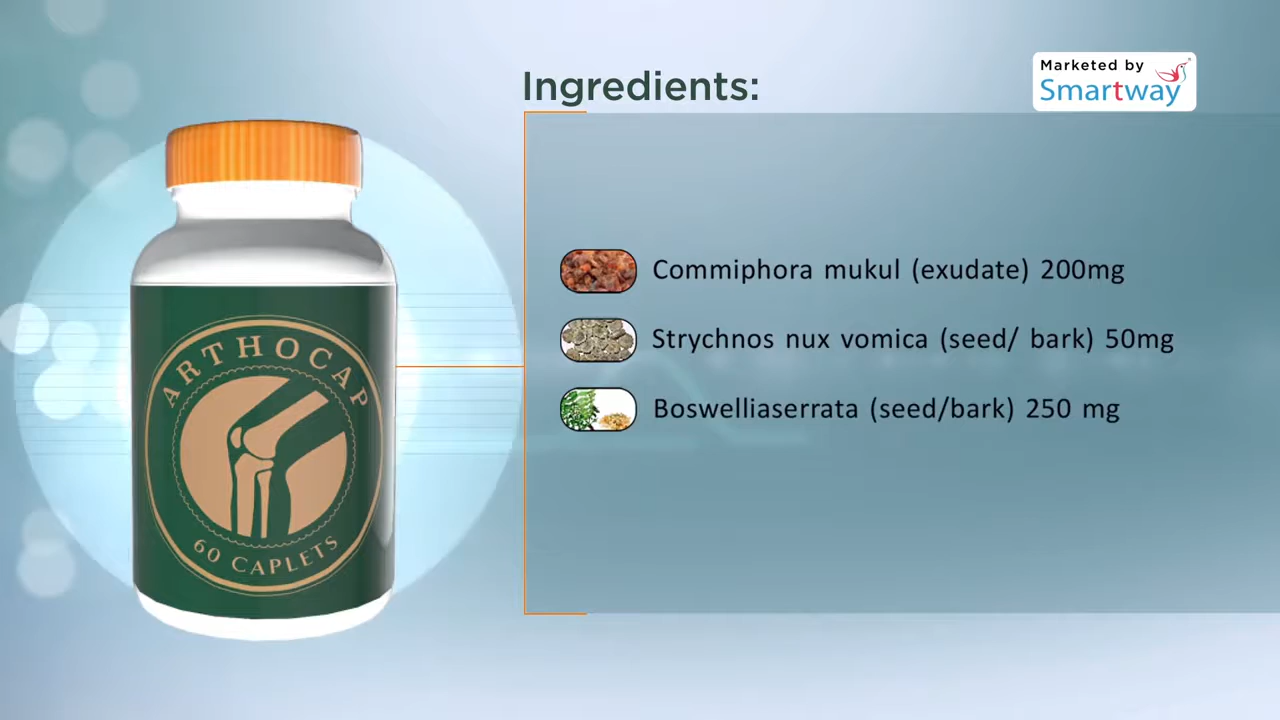 Ingredients:
Marketed by
Smartway
Commiphora mukul (exudate) 200mg
Strychnos nux vomica (seed/ bark) 50mg
Boswelliaserrata (seed/bark) 250 mg
ARTHOCAP
60 CAPLETS